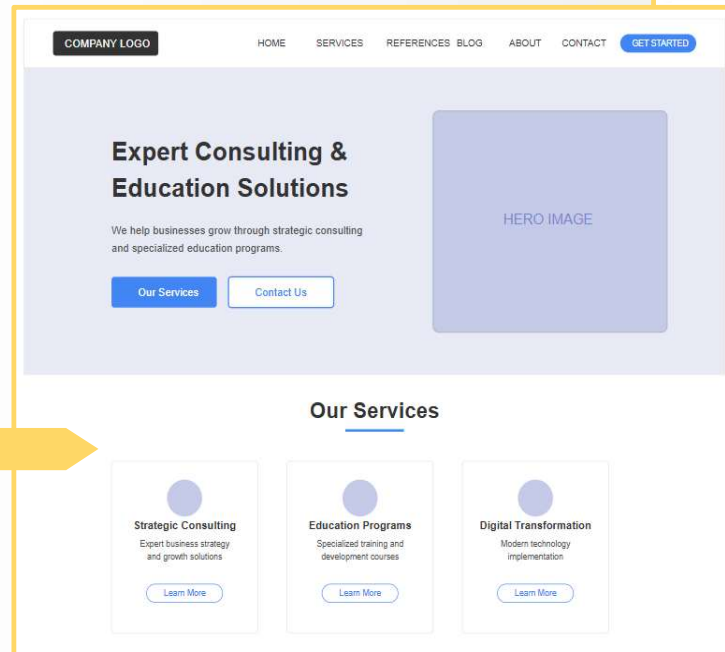 COMPANY LOGO
HOME SERVICES REFERENCES BLOG ABOUT CONTACT GET STARTED
Expert Consulting &
Education Solutions
We help businesses grow through strategic consulting
and specialized education programs.
Our Services Contact Us
HERO IMAGE
Our Services
Strategic Consulting
Expert business strategy
and growth solutions
Learn More
Education Programs
Specialized training and
development courses
Learn More
Digital Transformation
Modern technology
implementation
Learn More